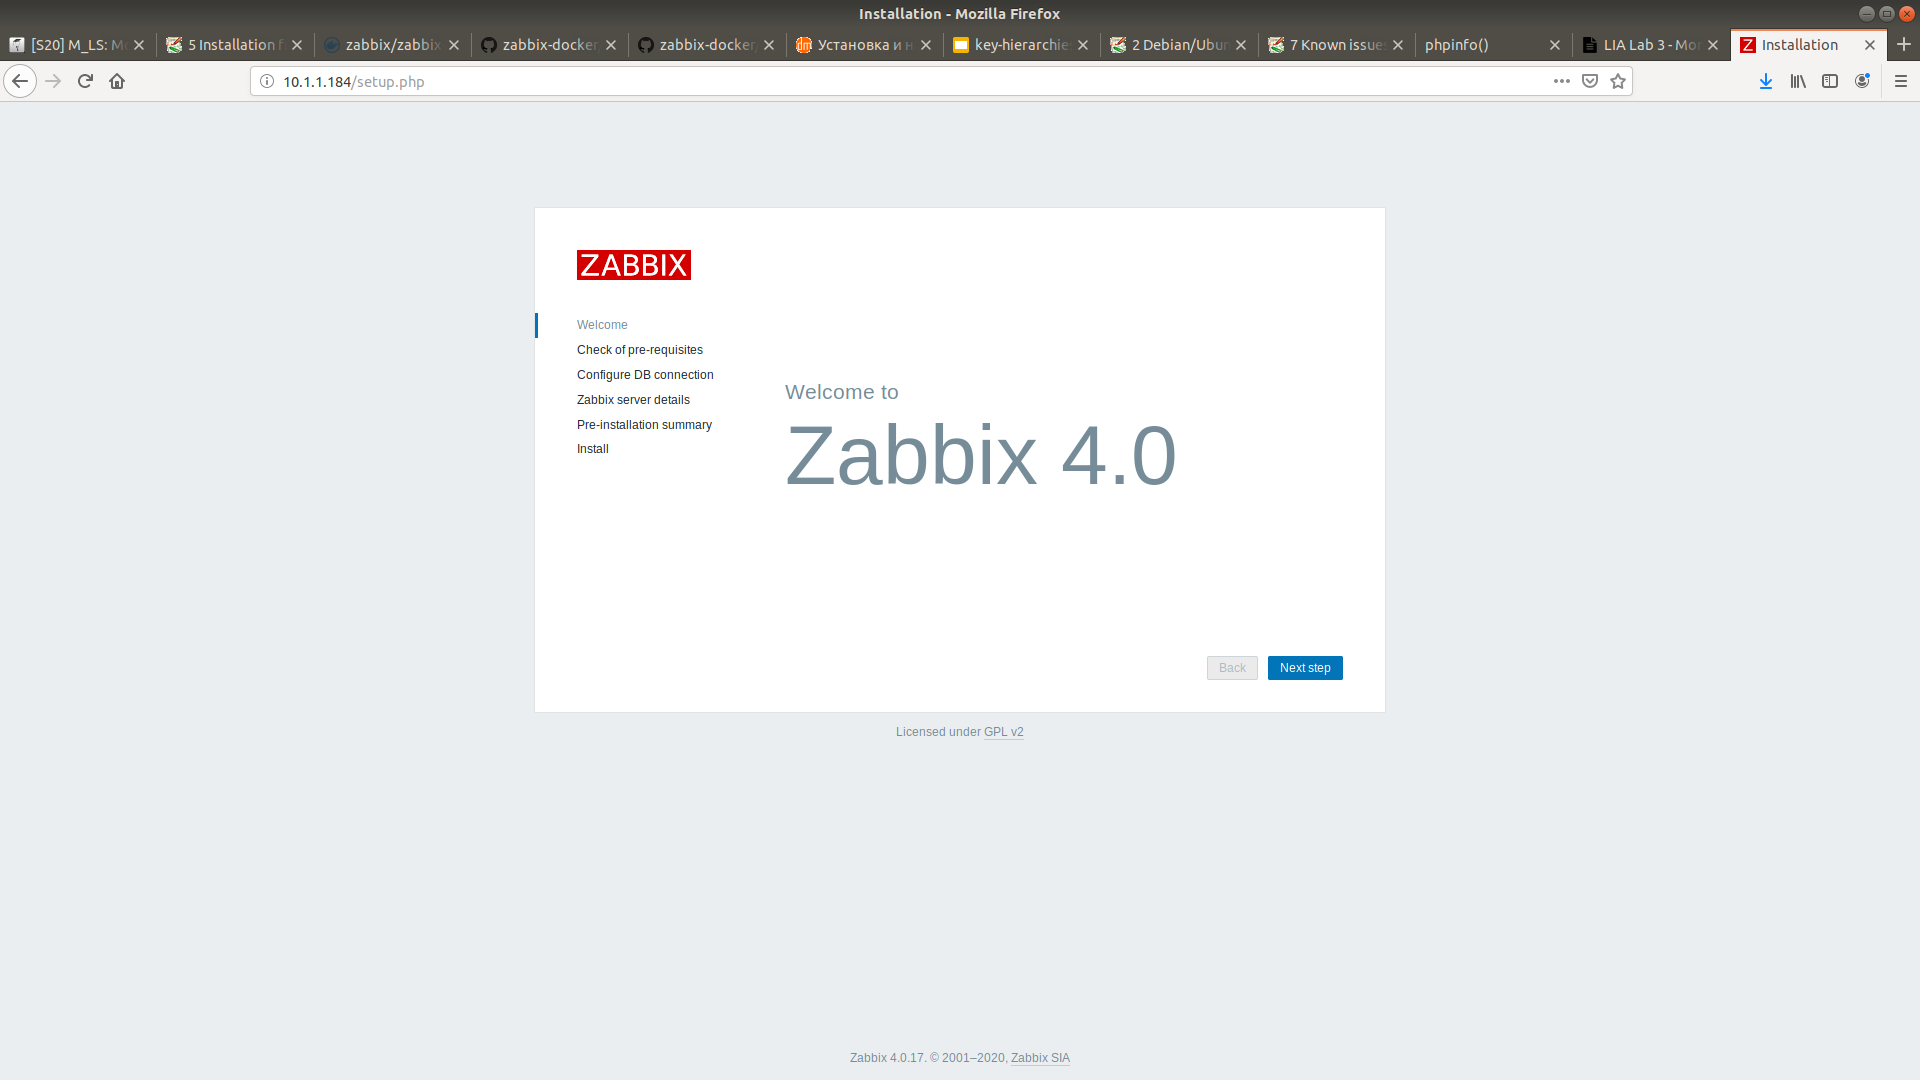 Installation - Mozilla Firefox
[S20] M_LS: M
5 Installation f
zabbix/zabbix
zabbix-docker
zabbix-docker
Установка и н
key-hierarchie
2 Debian/Ubun
7 Known issues
phpinfo()
LIA Lab 3 - Mon
Installation
10.1.1.184/setup.php
ZABBIX
Welcome
Check of pre-requisites
Configure DB connection
Zabbix server details
Pre-installation summary
Install
Welcome to
Zabbix 4.0
Back
Next step
Licensed under GPL v2
Zabbix 4.0.17. © 2001–2020, Zabbix SIA